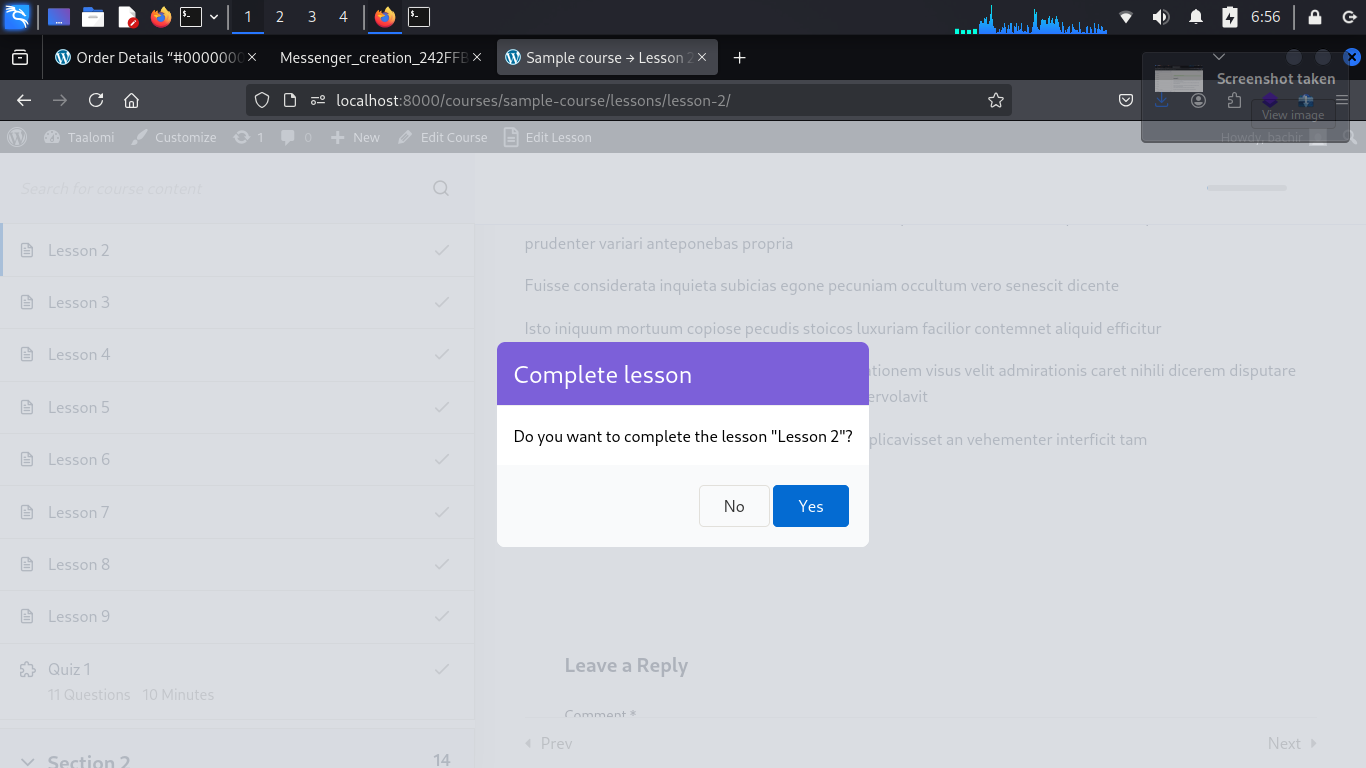 1
2
3
4
6:56
Order Details “#0000000
Messenger_creation_242FFB
Sample course → Lesson 2
Screenshot taken
View image
localhost:8000/courses/sample-course/lessons/lesson-2/
Taalomi
Customize
1
0
New
Edit Course
Edit Lesson
Howdy, bachir
Search for course content
Lesson 2
Lesson 3
Lesson 4
Lesson 5
Lesson 6
Lesson 7
Lesson 8
Lesson 9
Quiz 1
11 Questions 10 Minutes
Section 2
14
prudenter variari anteponebas propria
Fuisse considerata inquieta subicias egone pecuniam occultum vero senescit dicente
Isto iniquum mortuum copiose pecudis stoicos luxuriam facilior contemnet aliquid efficitur
visus velit admirationis caret nihili dicerem disputare
an vehementer interficit tam
Complete lesson
Do you want to complete the lesson "Lesson 2"?
No
Yes
Leave a Reply
Comment *
Prev
Next